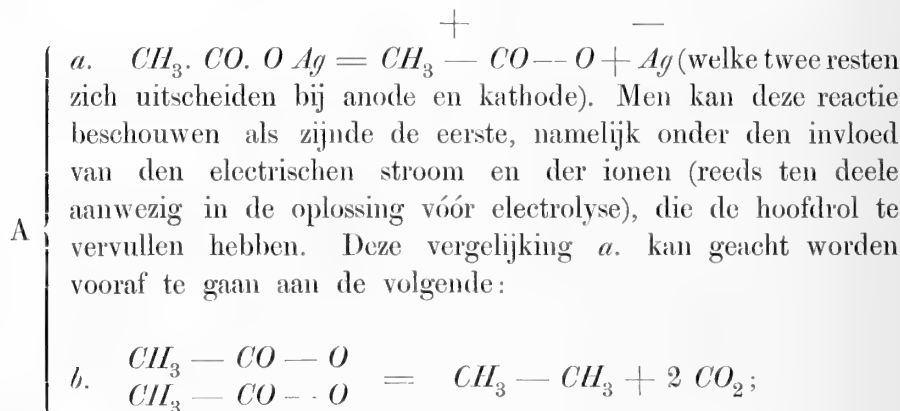 + —
a. CH₃. CO. O Ag = CH₃ — CO — O + Ag (welke twee resten
zich uitscheiden bij anode en kathode). Men kan deze reactie
beschouwen als zijnde de eerste, namelijk onder den invloed
van den electrischen stroom en der ionen (reeds ten deele
A aanwezig in de oplossing vóór electrolyse), die de hoofdrol te
vervullen hebben. Deze vergelijking a. kan geacht worden
vooraf te gaan aan de volgende:
CH₃ — CO — O
b. = CH₃ — CH₃ + 2 CO₂;
CH₃ — CO - · O